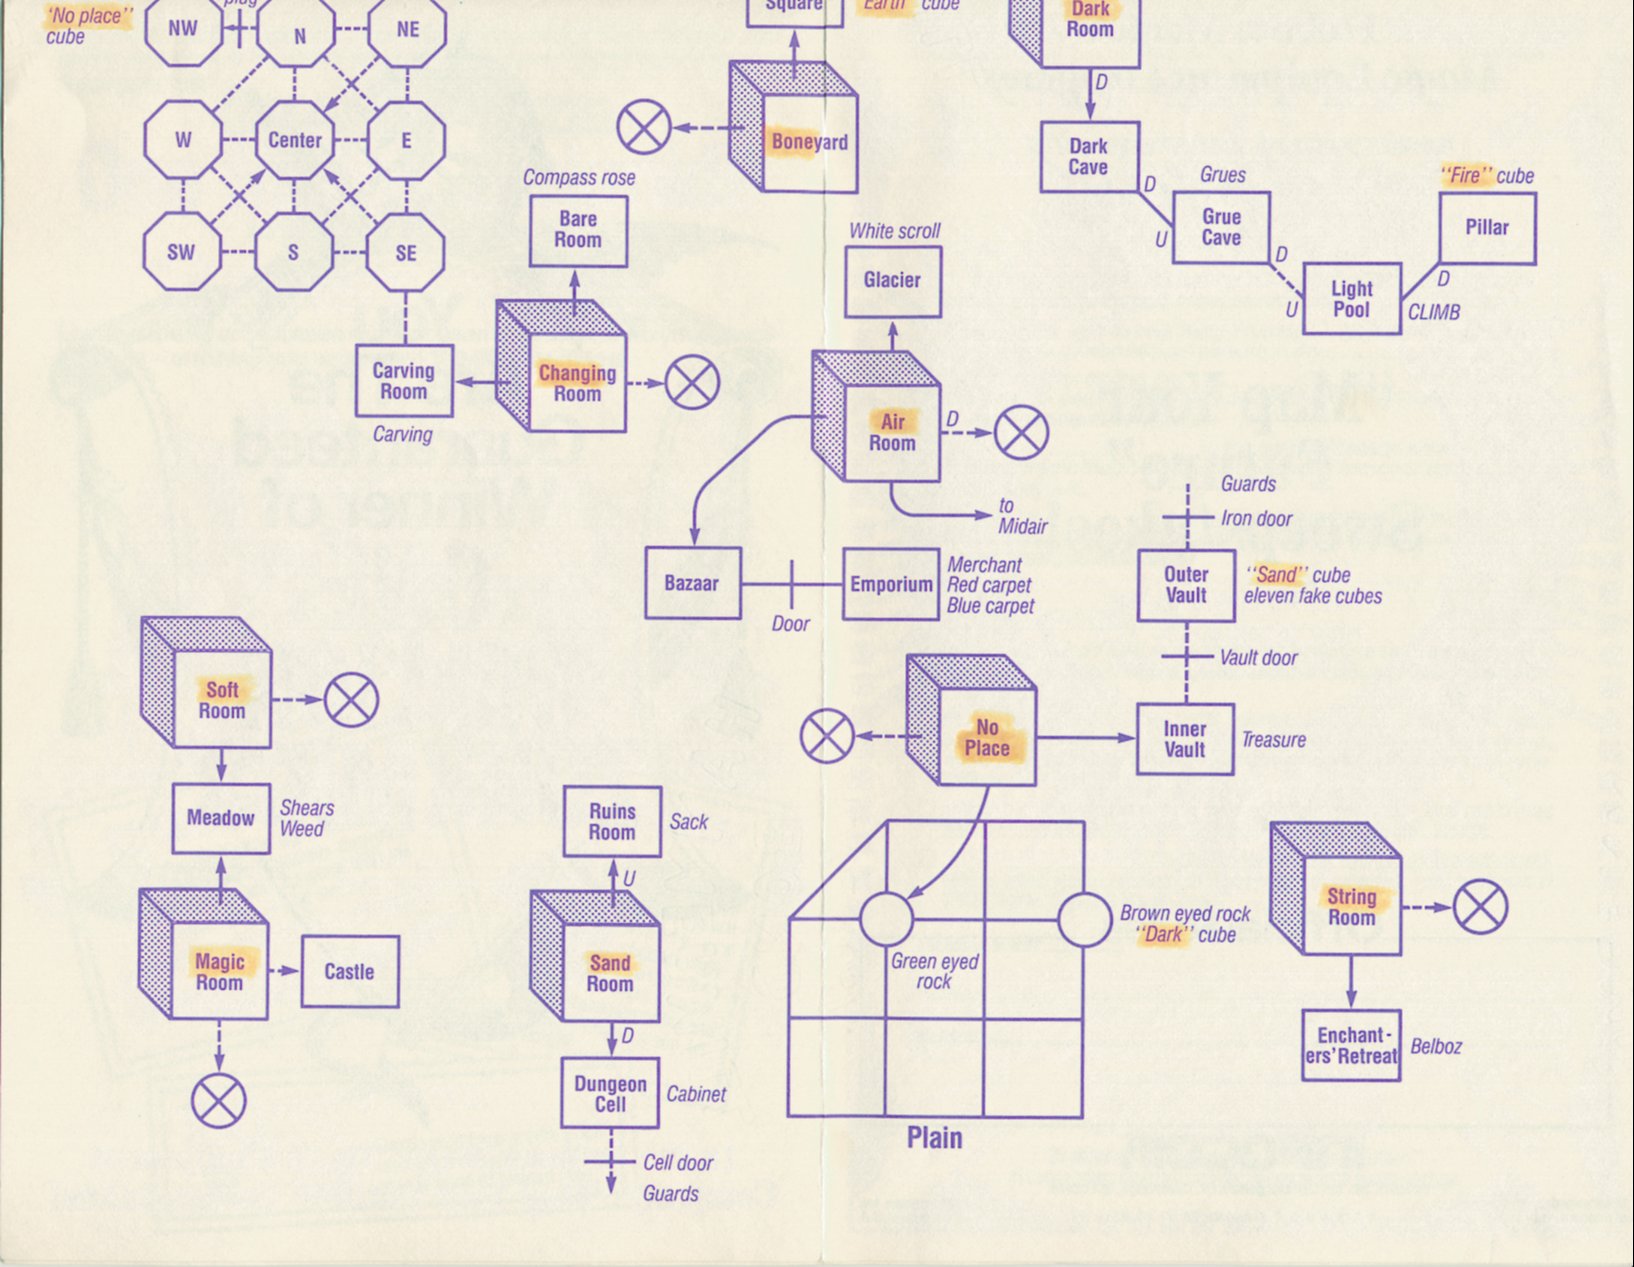 'No place"
cube
plug
NW
N
NE
W
Center
E
SW
S
SE
Carving
Room
Carving
Compass rose
Bare
Room
Changing
Room
Square
"Earth" cube
Boneyard
White scroll
Glacier
Air
Room
D
to
Midair
Bazaar
Door
Emporium
Merchant
Red carpet
Blue carpet
Dark
Room
D
Dark
Cave
D
U
Grues
Grue
Cave
D
U
Light
Pool
CLIMB
D
"Fire" cube
Pillar
Guards
Iron door
Outer
Vault
"Sand" cube
eleven fake cubes
Vault door
Inner
Vault
Treasure
No
Place
Green eyed
rock
Brown eyed rock
"Dark" cube
Plain
String
Room
Enchant-
ers' Retreat
Belboz
Soft
Room
Meadow
Shears
Weed
Magic
Room
Castle
Ruins
Room
Sack
U
Sand
Room
D
Dungeon
Cell
Cabinet
Cell door
Guards